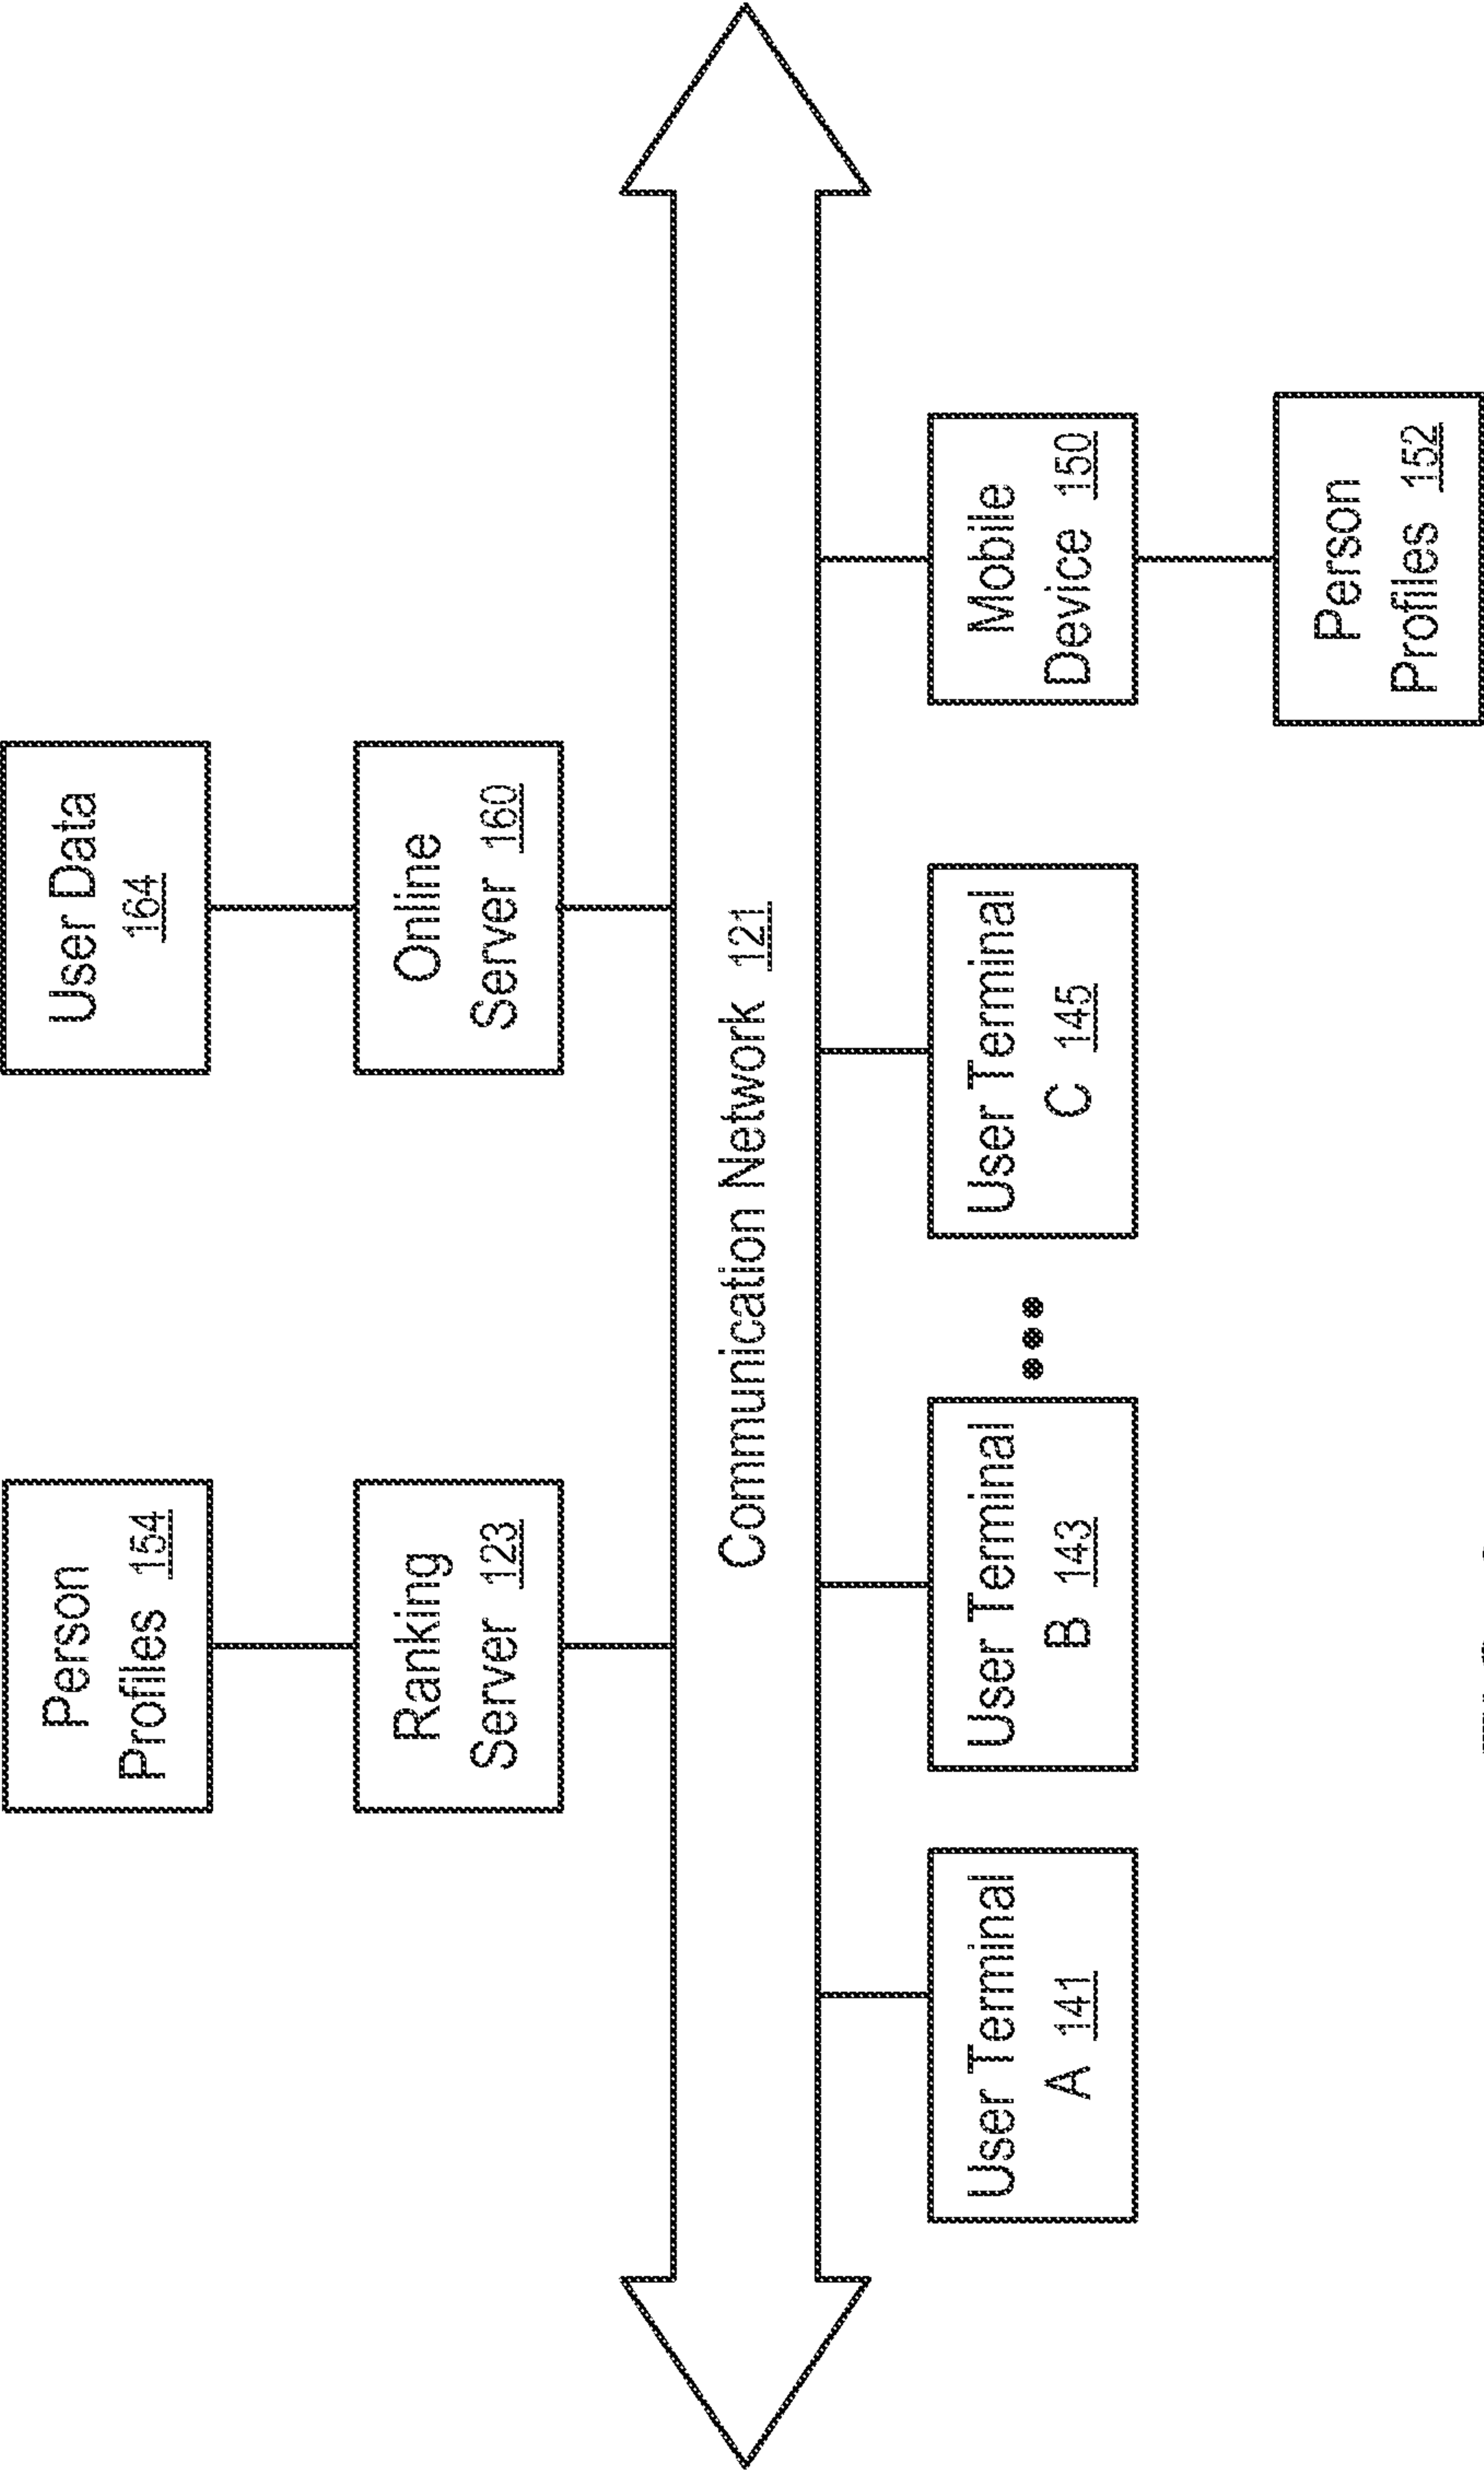 Person
Profiles 154
User Data
164
Ranking
Server 123
Online
Server 160
Communication Network 121
User Terminal
A 141
User Terminal
B 143
User Terminal
C 145
Mobile
Device 150
Person
Profiles 152